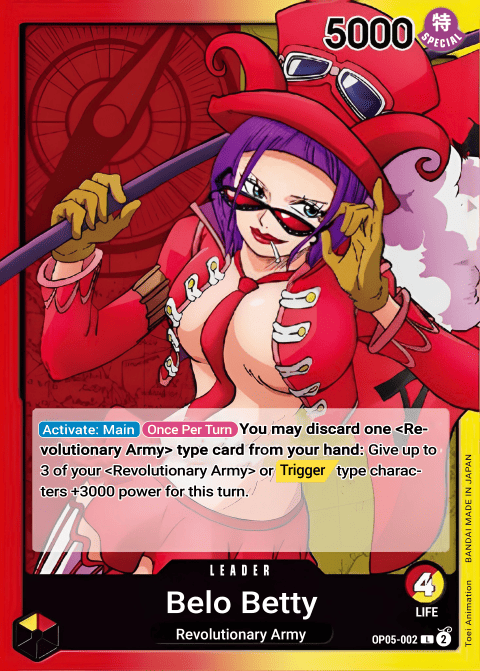 5000
特
SPECIAL
Activate: Main Once Per Turn You may discard one <Re-
volutionary Army> type card from your hand: Give up to
3 of your <Revolutionary Army> or Trigger type charac-
ters +3000 power for this turn.
LEADER
Belo Betty
Revolutionary Army
4
LIFE
OP05-002 L 2
Toei Animation BANDAI MADE IN JAPAN